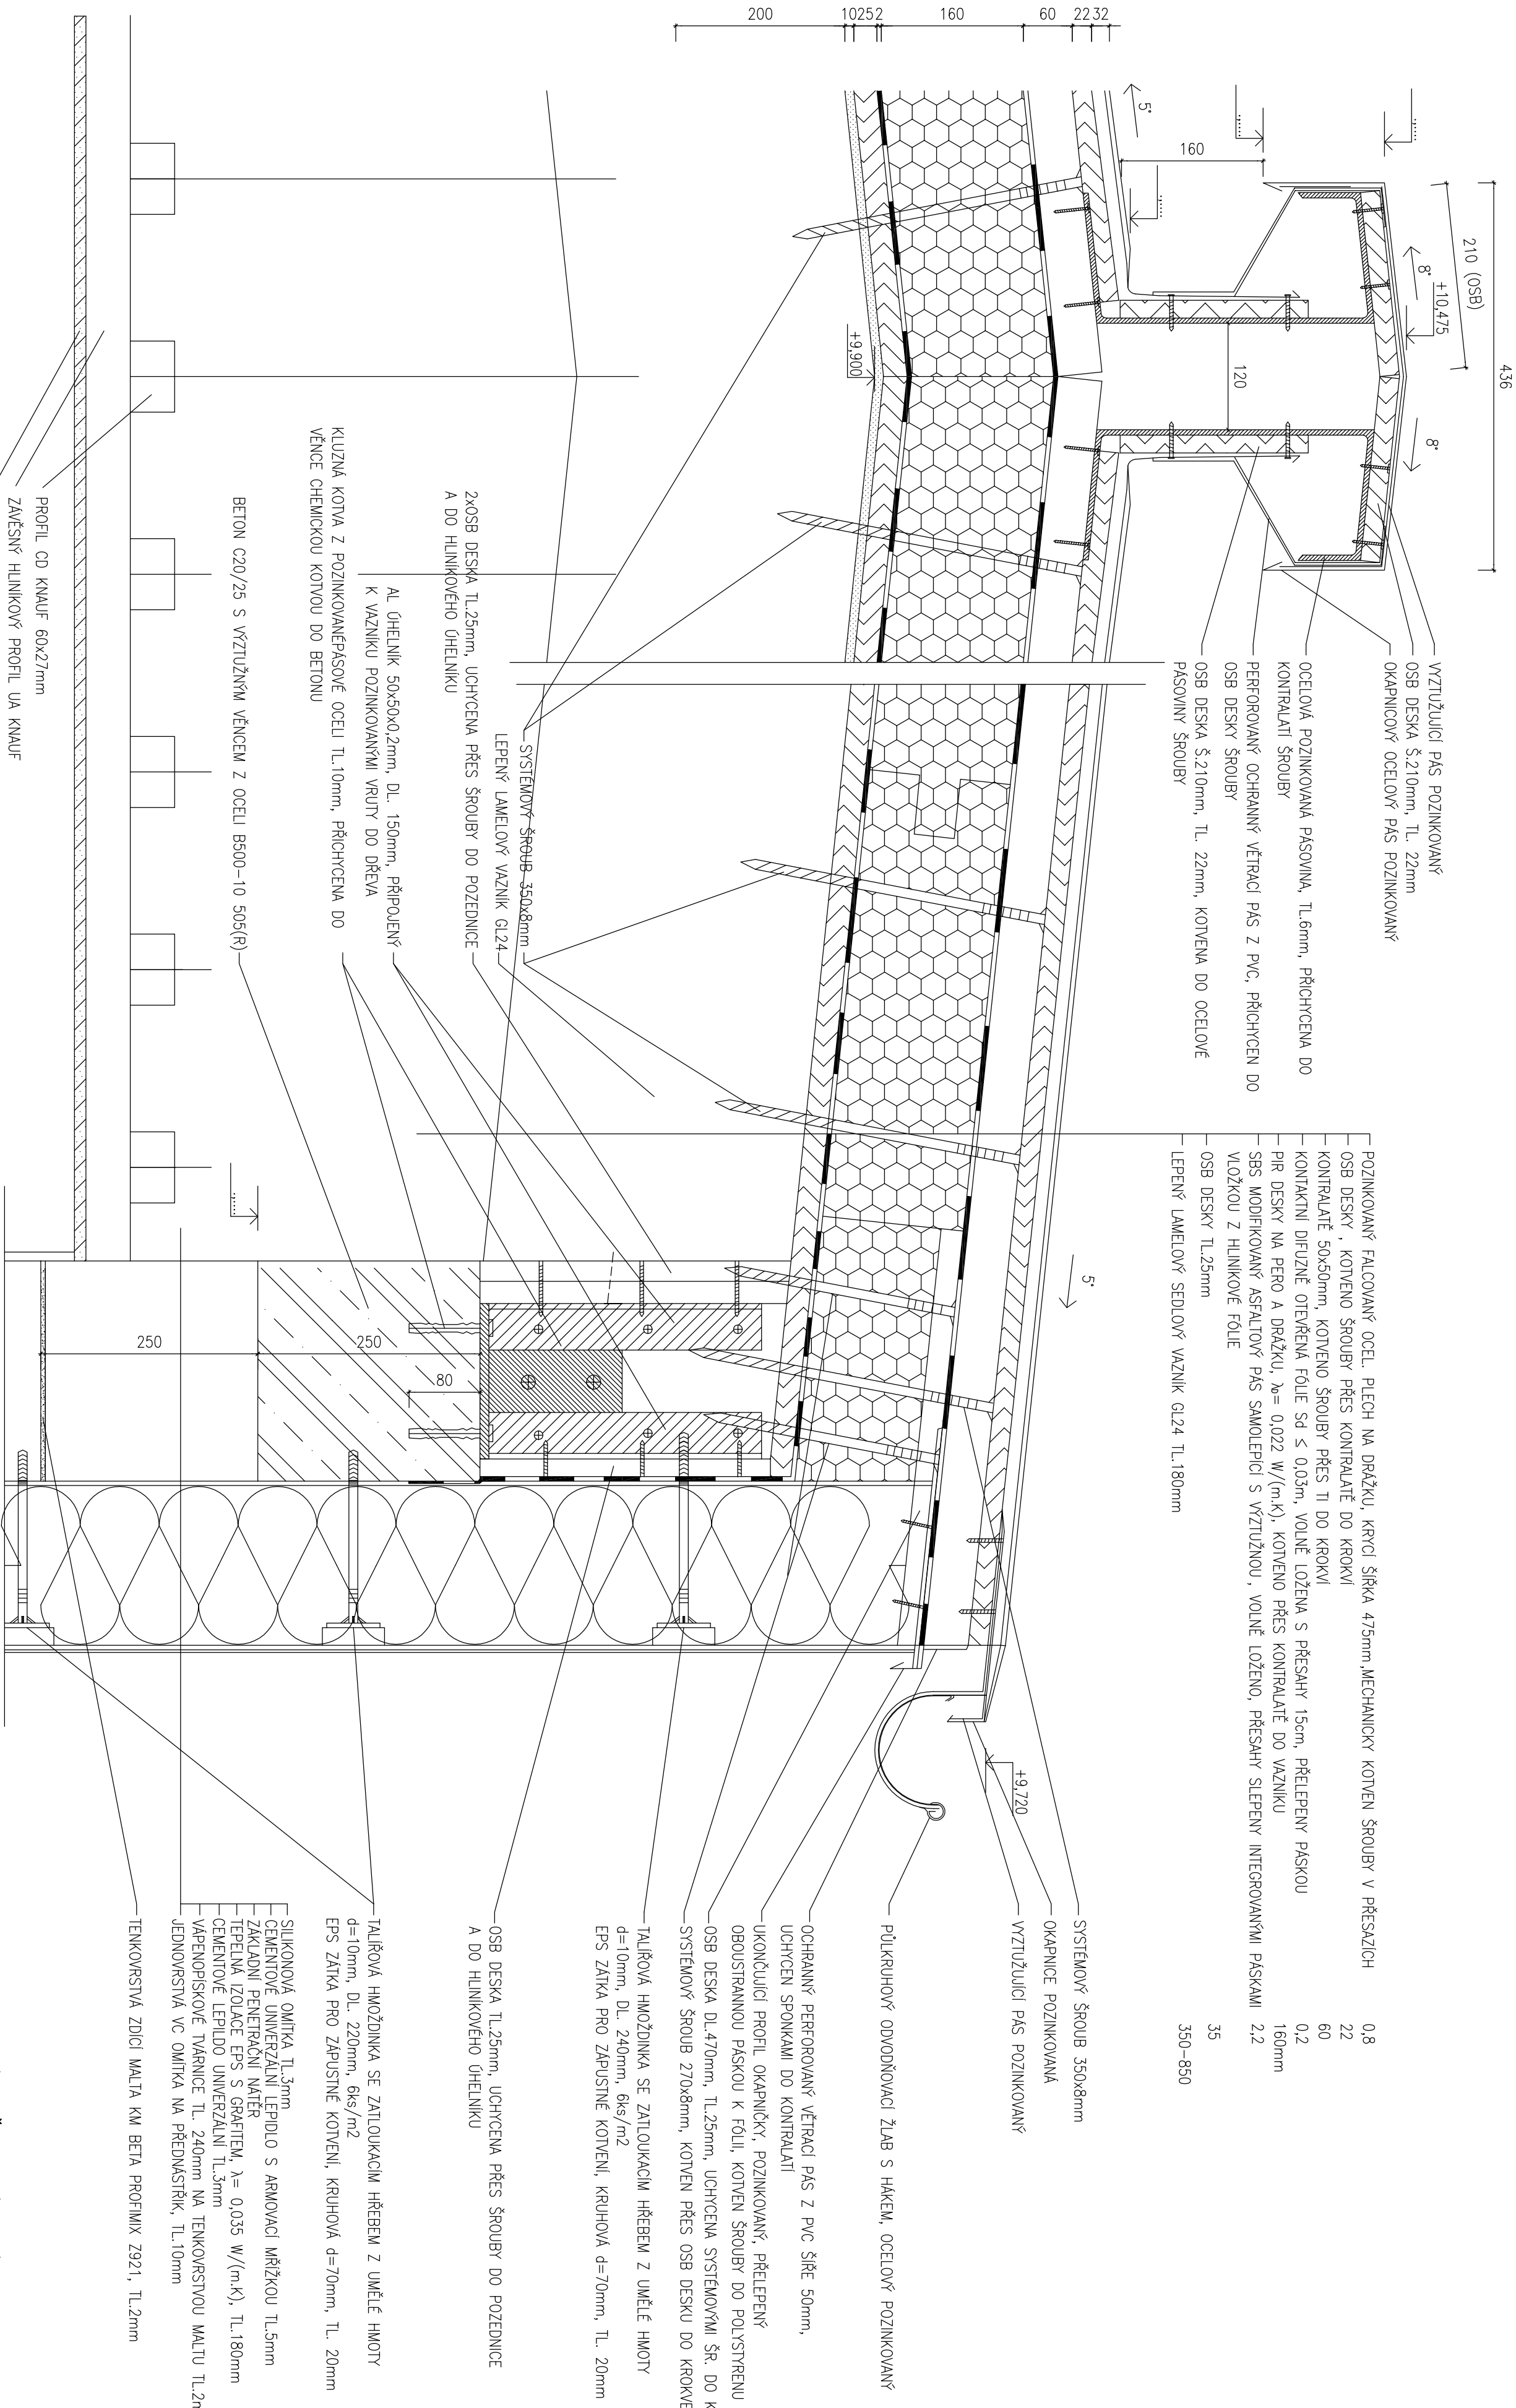 200
10
25
2
160
60
22
32
5°
160
436
210 (OSB)
8°
+10,475
8°
120
+9,900
VYZTUŽUJÍCÍ PÁS POZINKOVANÝ
OSB DESKA Š.210mm, TL. 22mm
OKAPNICOVÝ OCELOVÝ PÁS POZINKOVANÝ
OCELOVÁ POZINKOVANÁ PÁSOVINA, TL.6mm, PŘICHYCENA DO
KONTRALATÍ ŠROUBY
PERFOROVANÝ OCHRANNÝ VĚTRACÍ PÁS Z PVC, PŘICHYCEN DO
OSB DESKY ŠROUBY
OSB DESKA Š.210mm, TL. 22mm, KOTVENA DO OCELOVÉ
PÁSOVINY ŠROUBY
POZINKOVANÝ FALCOVANÝ OCEL. PLECH NA DRÁŽKU, KRYCÍ ŠÍŘKA 475mm,MECHANICKY KOTVEN ŠROUBY V PŘESAZÍCH 0,8
OSB DESKY , KOTVENO ŠROUBY PŘES KONTRALATĚ DO KROKVÍ 22
KONTRALATĚ 50x50mm, KOTVENO ŠROUBY PŘES TI DO KROKVÍ 60
KONTAKTNÍ DIFUZNĚ OTEVŘENÁ FÓLIE Sd ≤ 0,03m, VOLNĚ LOŽENA S PŘESAHY 15cm, PŘELEPENY PÁSKOU 0,2
PIR DESKY NA PERO A DRÁŽKU, λD= 0,022 W/(m.K), KOTVENO PŘES KONTRALATĚ DO VAZNÍKU 160mm
SBS MODIFIKOVANÝ ASFALTOVÝ PÁS SAMOLEPÍCÍ S VÝZTUŽNOU , VOLNĚ LOŽENO, PŘESAHY SLEPENY INTEGROVANÝMI PÁSKAMI 2,2
VLOŽKOU Z HLINÍKOVÉ FÓLIE
OSB DESKY TL.25mm 35
LEPENÝ LAMELOVÝ SEDLOVÝ VAZNÍK GL24 TL.180mm 350-850
5°
SYSTÉMOVÝ ŠROUB 350x8mm
LEPENÝ LAMELOVÝ VAZNÍK GL24
2xOSB DESKA TL.25mm, UCHYCENA PŘES ŠROUBY DO POZEDNICE
A DO HLINÍKOVÉHO ÚHELNÍKU
AL ÚHELNÍK 50x50x0,2mm, DL. 150mm, PŘIPOJENÝ
K VAZNÍKU POZINKOVANÝMI VRUTY DO DŘEVA
KLUZNÁ KOTVA Z POZINKOVANÉPÁSOVÉ OCELI TL.10mm, PŘICHYCENA DO
VĚNCE CHEMICKOU KOTVOU DO BETONU
BETON C20/25 S VÝZTUŽNÝM VĚNCEM Z OCELI B500-10 505(R)
PROFIL CD KNAUF 60x27mm
ZÁVĚSNÝ HLINÍKOVÝ PROFIL UA KNAUF
250
250
80
+9,720
SYSTÉMOVÝ ŠROUB 350x8mm
OKAPNICE POZINKOVANÁ
VYZTUŽUJÍCÍ PÁS POZINKOVANÝ
PŮLKRUHOVÝ ODVODŇOVACÍ ŽLAB S HÁKEM, OCELOVÝ POZINKOVANÝ
OCHRANNÝ PERFOROVANÝ VĚTRACÍ PÁS Z PVC ŠÍŘE 50mm,
UCHYCEN SPONKAMI DO KONTRALATÍ
UKONČUJÍCÍ PROFIL OKAPNIČKY, POZINKOVANÝ, PŘELEPENÝ
OBOUSTRANNOU PÁSKOU K FÓLII, KOTVEN ŠROUBY DO POLYSTYRENU
OSB DESKA DL.470mm, TL.25mm, UCHYCENA SYSTÉMOVÝMI ŠR. DO K
SYSTÉMOVÝ ŠROUB 270x8mm, KOTVEN PŘES OSB DESKU DO KROKVE
TALÍŘOVÁ HMOŽDINKA SE ZATLOUKACÍM HŘEBEM Z UMĚLÉ HMOTY
d=10mm, DL. 240mm, 6ks/m2
EPS ZÁTKA PRO ZÁPUSTNÉ KOTVENÍ, KRUHOVÁ d=70mm, TL. 20mm
OSB DESKA TL.25mm, UCHYCENA PŘES ŠROUBY DO POZEDNICE
A DO HLINÍKOVÉHO ÚHELNÍKU
TALÍŘOVÁ HMOŽDINKA SE ZATLOUKACÍM HŘEBEM Z UMĚLÉ HMOTY
d=10mm, DL. 220mm, 6ks/m2
EPS ZÁTKA PRO ZÁPUSTNÉ KOTVENÍ, KRUHOVÁ d=70mm, TL. 20mm
SILIKONOVÁ OMÍTKA TL.3mm
CEMENTOVÉ UNIVERZÁLNÍ LEPIDLO S ARMOVACÍ MŘÍŽKOU TL.5mm
ZÁKLADNÍ PENETRAČNÍ NÁTĚR
TEPELNÁ IZOLACE EPS S GRAFITEM, λ= 0,035 W/(m.K), TL.180mm
CEMENTOVÉ LEPILDO UNIVERZÁLNÍ TL.3mm
VÁPENOPÍSKOVÉ TVÁRNICE TL. 240mm NA TENKOVRSTVOU MALTU TL.2m
JEDNOVRSTVÁ VC OMÍTKA NA PŘEDNÁSTŘIK, TL.10mm
TENKOVRSTVÁ ZDÍCÍ MALTA KM BETA PROFIMIX Z921, TL.2mm